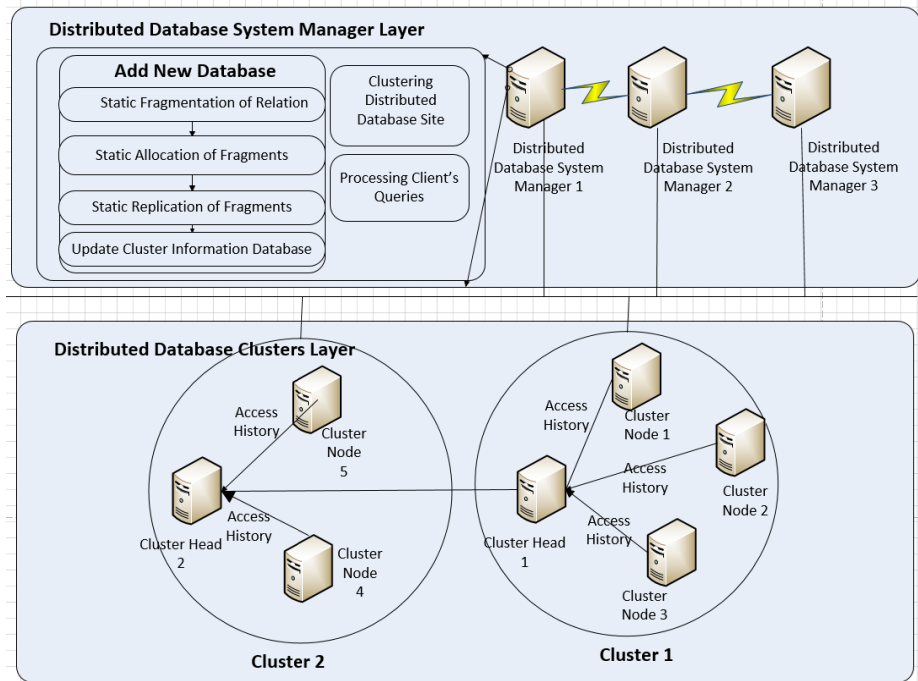 Distributed Database System Manager Layer
Add New Database
Static Fragmentation of Relation
Static Allocation of Fragments
Static Replication of Fragments
Update Cluster Information Database
Clustering
Distributed
Database Site
Processing Client's
Queries
Distributed
Database System
Manager 1
Distributed
Database System
Manager 2
Distributed
Database System
Manager 3
Distributed Database Clusters Layer
Access
History
Cluster
Node
5
Cluster Head
2
Access
History
Cluster
Node
4
Cluster 2
Access
History
Cluster
Node 1
Access
History
Cluster
Node 2
Cluster Head
1
Access
History
Cluster
Node 3
Cluster 1